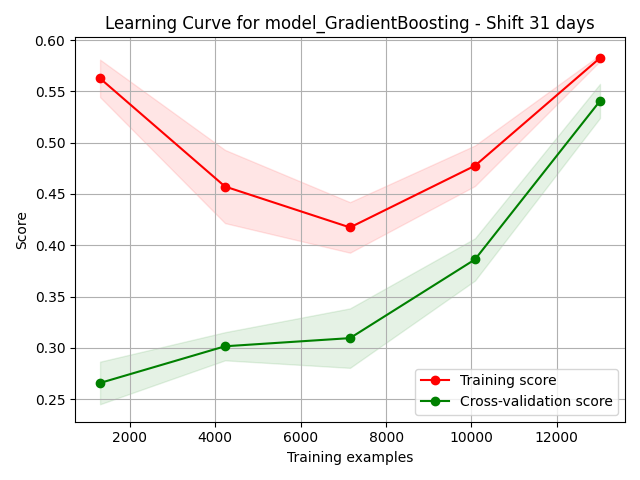 Learning Curve for model_GradientBoosting - Shift 31 days
0.60
0.55
0.50
0.45
0.40
0.35
0.30
0.25
Score
2000 4000 6000 8000 10000 12000
Training examples
Training score
Cross-validation score